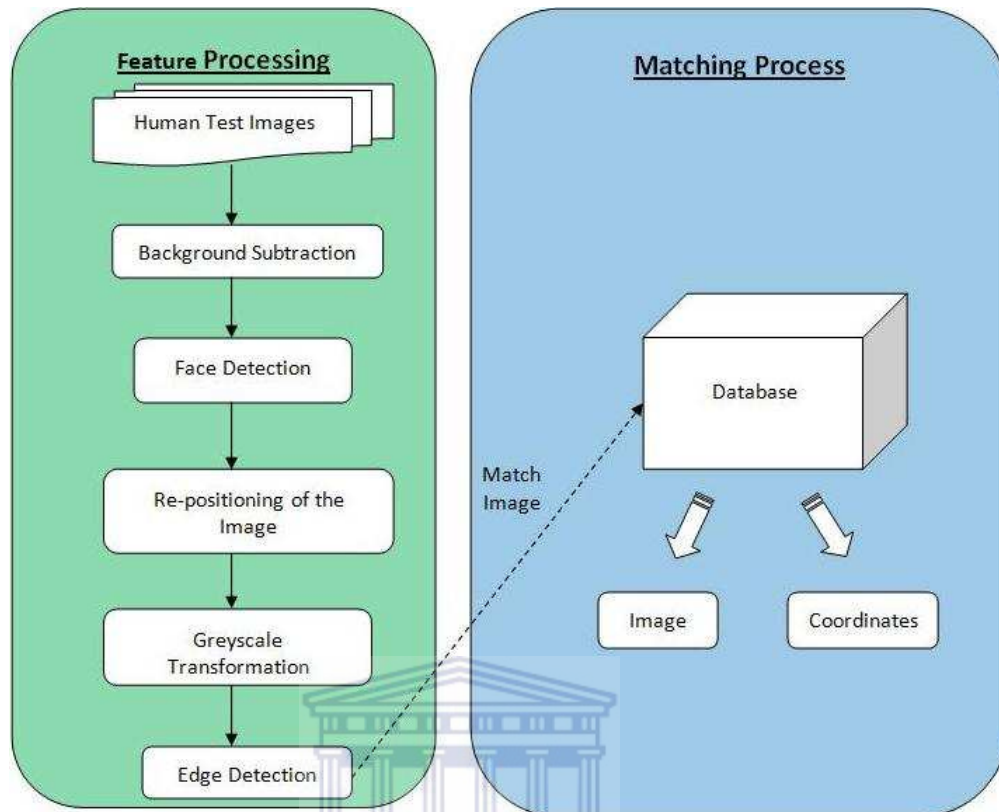 Feature Processing
Human Test Images
Background Subtraction
Face Detection
Re-positioning of the
Image
Greyscale
Transformation
Edge Detection
Match
Image
Matching Process
Database
Image
Coordinates